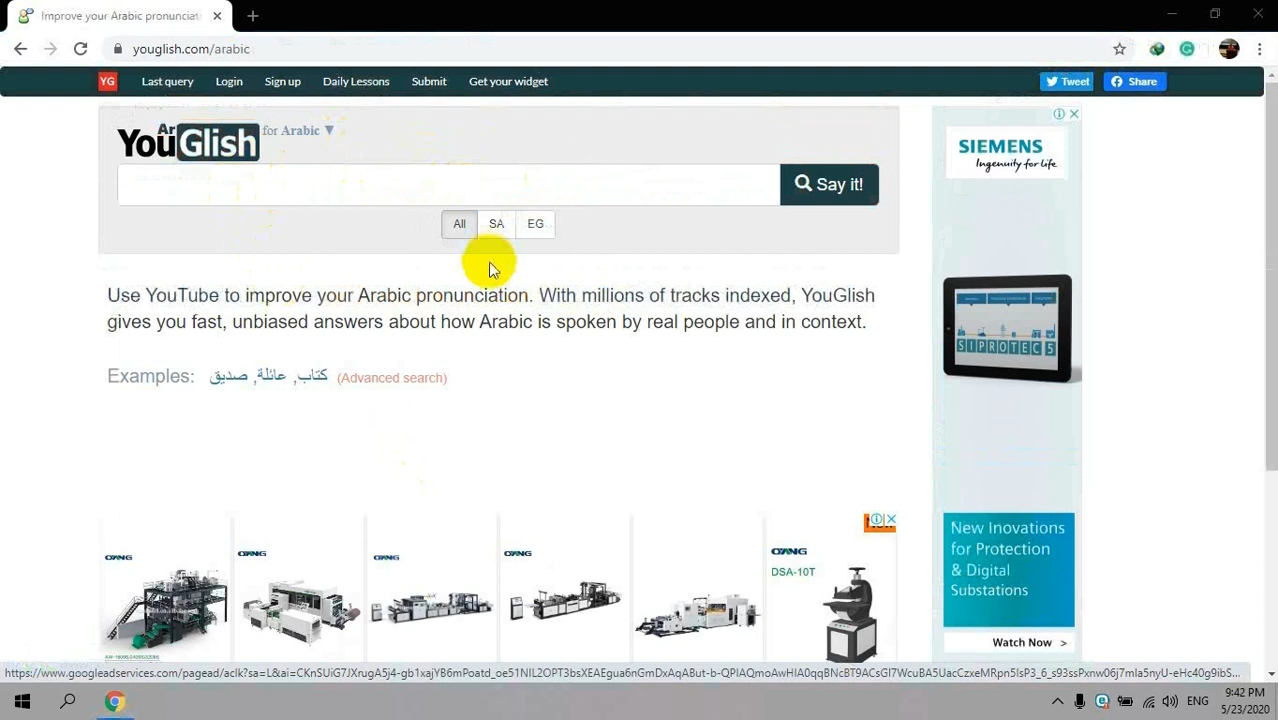 Improve your Arabic pronunciat
youglish.com/arabic
YG Last query Login Sign up Daily Lessons Submit Get your widget Tweet Share
YouGlish for Arabic ▼
Say it!
All SA EG
Use YouTube to improve your Arabic pronunciation. With millions of tracks indexed, YouGlish
gives you fast, unbiased answers about how Arabic is spoken by real people and in context.
Examples: كتاب, عائلة, صديق (Advanced search)
SIEMENS
Ingenuity for life
SIPROTEC 5
New Inovations
for Protection
& Digital
Substations
Watch Now >
DSA-10T
ENG
9:42 PM
5/23/2020